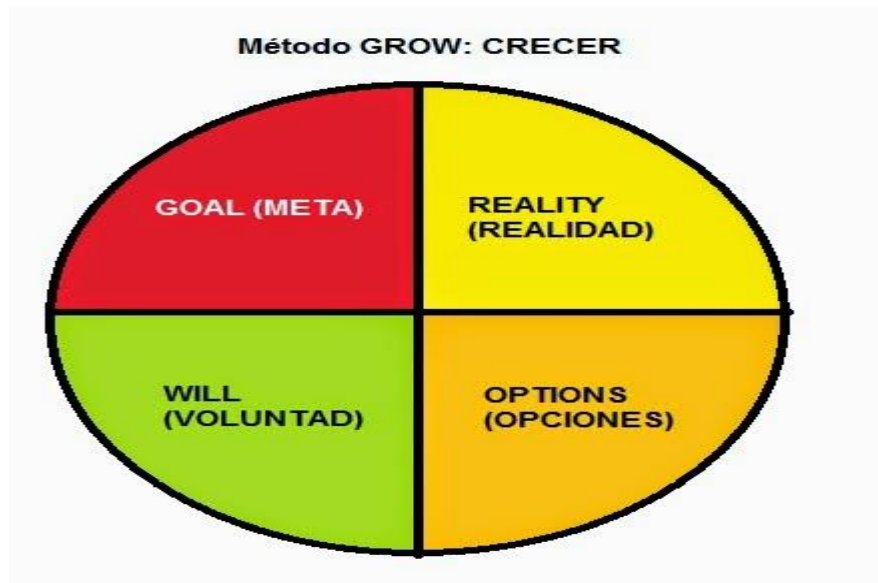 Método GROW: CRECER
GOAL (META)
REALITY
(REALIDAD)
WILL
(VOLUNTAD)
OPTIONS
(OPCIONES)